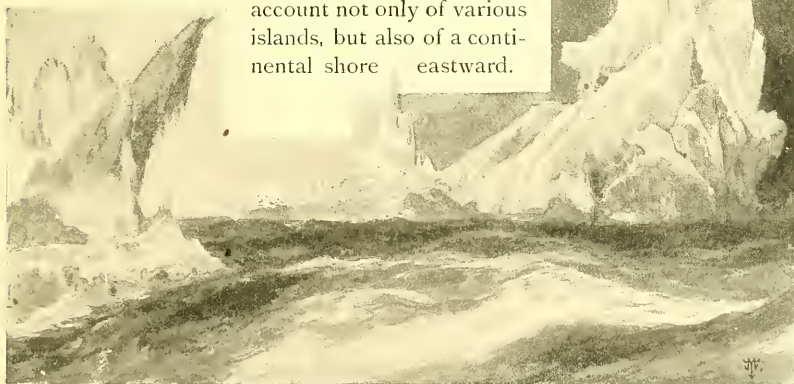 account not only of various
islands, but also of a conti-
nental shore eastward.